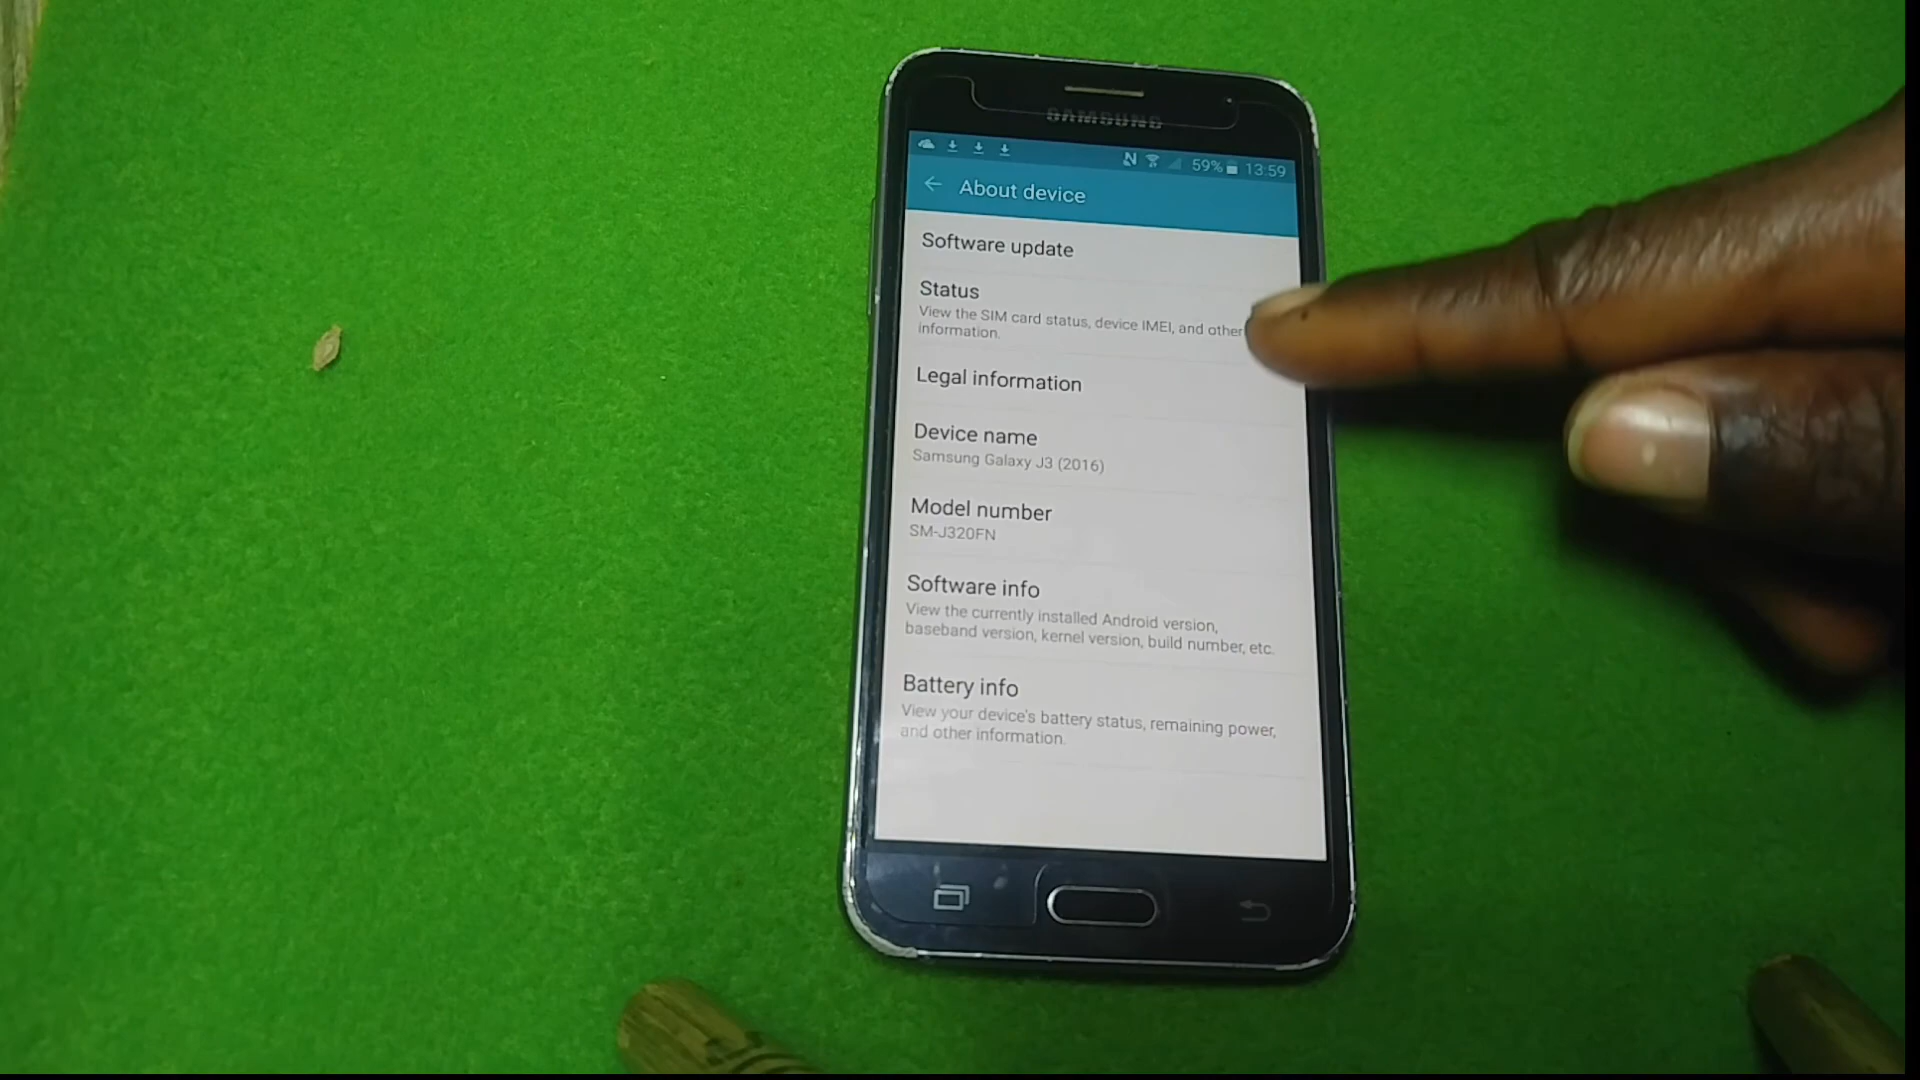 SAMSUNG
59% 13:59
About device
Software update
Status
View the SIM card status, device IMEI, and other
information.
Legal information
Device name
Samsung Galaxy J3 (2016)
Model number
SM-J320FN
Software info
View the currently installed Android version,
baseband version, kernel version, build number, etc.
Battery info
View your device's battery status, remaining power,
and other information.